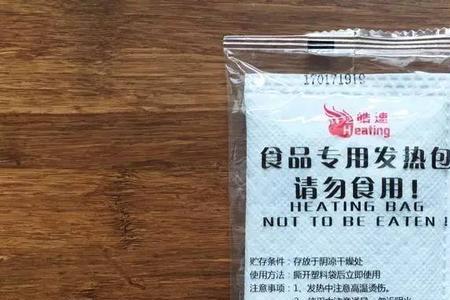 170171919
皓速
Heating
食品专用发热包
请勿食用！
HEATING BAG
NOT TO BE EATEN !
贮存条件：存放于阴凉干燥处
使用方法：撕开塑料袋后立即使用
注意事项：1、发热中注意高温烫伤。